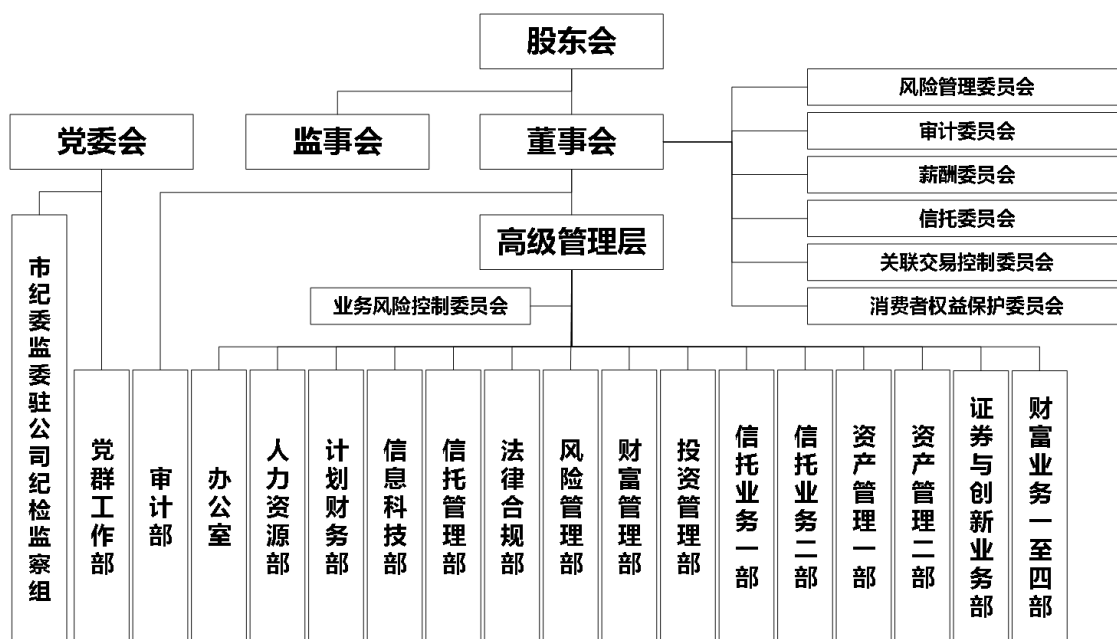 股东会
风险管理委员会
党委会
监事会
董事会
审计委员会
薪酬委员会
信托委员会
高级管理层
关联交易控制委员会
业务风险控制委员会
消费者权益保护委员会
市纪委监委驻公司纪检监察组
党群工作部
审计部
办公室
人力资源部
计划财务部
信息科技部
信托管理部
法律合规部
风险管理部
财富管理部
投资管理部
信托业务一部
信托业务二部
资产管理一部
资产管理二部
证券与创新业务部
财富业务一至四部